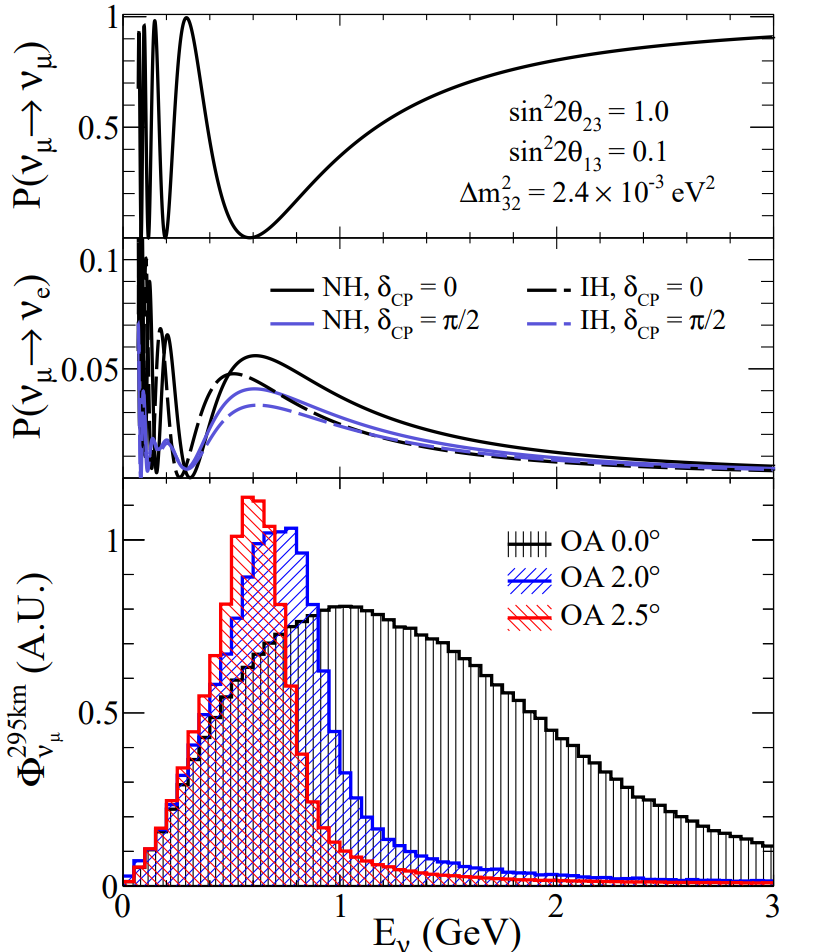 1
0.5
P(ν_μ → ν_μ)
sin²2θ₂₃ = 1.0
sin²2θ₁₃ = 0.1
Δm²₃₂ = 2.4 × 10⁻³ eV²
0.1
0.05
P(ν_μ → ν_e)
NH, δ_CP = 0
IH, δ_CP = 0
NH, δ_CP = π/2
IH, δ_CP = π/2
1
0.5
0
Φ_ν_μ^295km (A.U.)
OA 0.0°
OA 2.0°
OA 2.5°
0 1 2 3
E_ν (GeV)